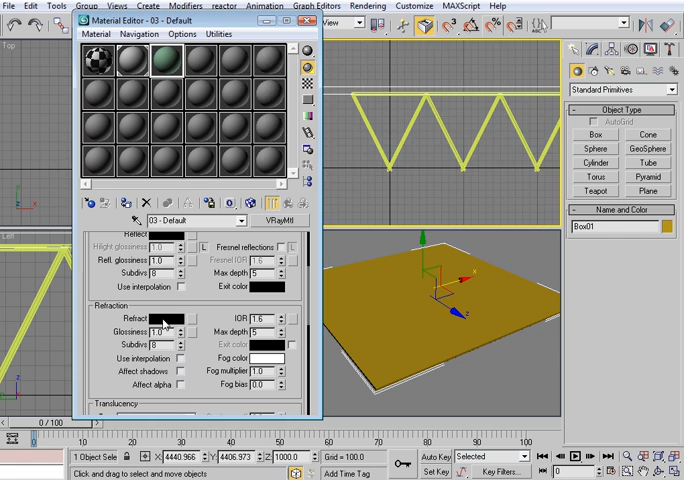 Edit Tools Group Views Create Modifiers reactor Animation Graph Editors Rendering Customize MAXScript Help
View
Top
Material Editor - 03 - Default
Material Navigation Options Utilities
03 - Default VRayMtl
Reflect
Hilight glossiness 1.0 L Fresnel reflections L
Refl. glossiness 1.0 Fresnel IOR 1.6
Subdivs 8 Max depth 5
Use interpolation Exit color
Refraction
Refract IOR 1.6
Glossiness 1.0 Max depth 5
Subdivs 8 Exit color
Use interpolation Fog color
Affect shadows Fog multiplier 1.0
Affect alpha Fog bias 0.0
Translucency
Left
Standard Primitives
- Object Type
AutoGrid
Box Cone
Sphere GeoSphere
Cylinder Tube
Torus Pyramid
Teapot Plane
- Name and Color
Box01
0 / 100
0 10 20 30 40 50 60 70 80 90 100
1 Object Sele X: 4440.966 Y: 4406.973 Z: 1000.0 Grid = 100.0
Auto Key Selected
Click and drag to select and move objects Add Time Tag
Set Key Key Filters... 0